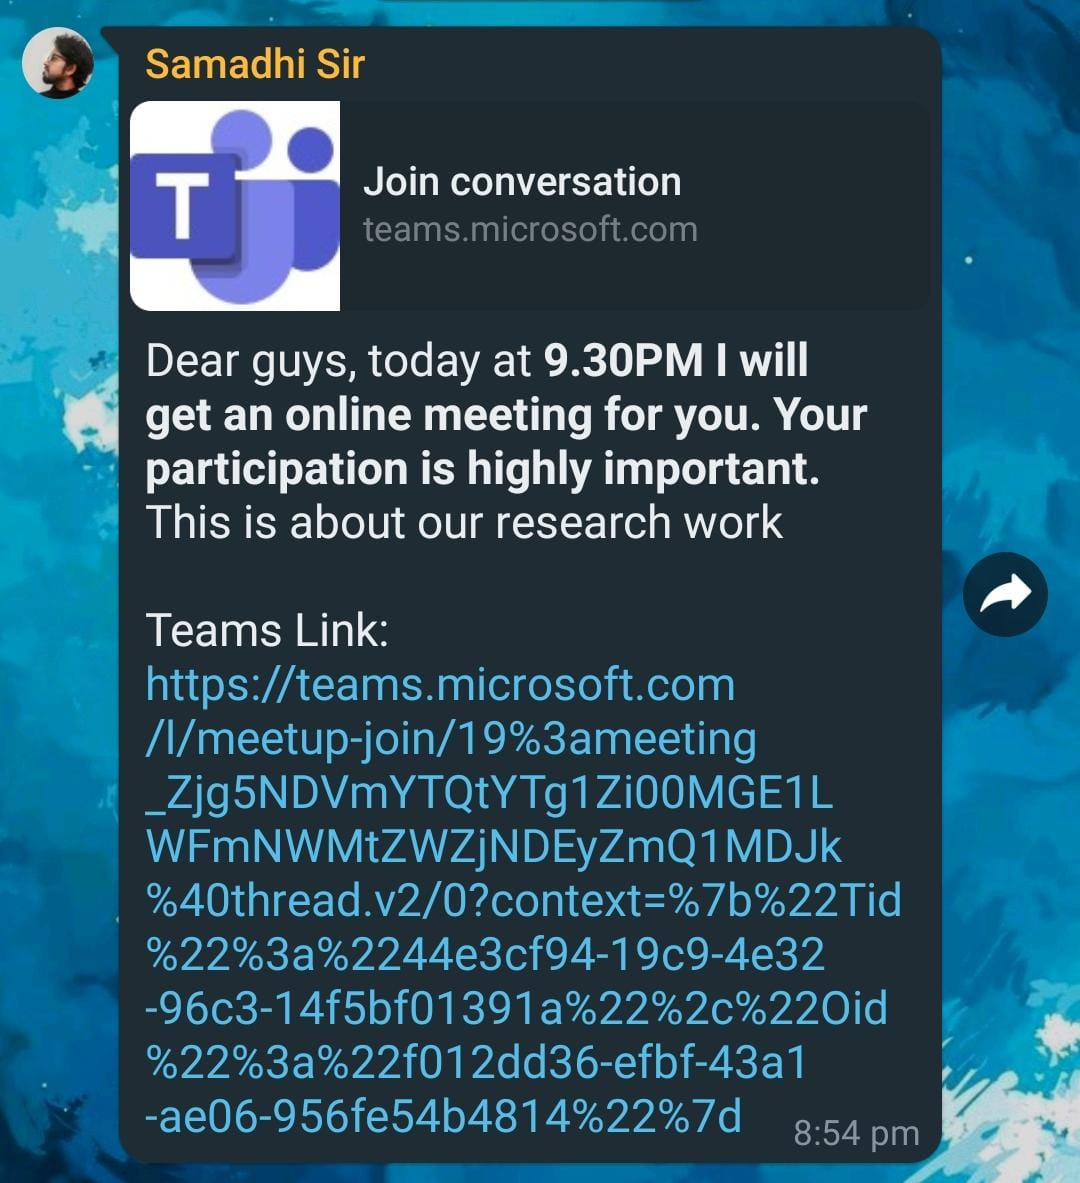 Samadhi Sir
T
Join conversation
teams.microsoft.com
Dear guys, today at 9.30PM I will
get an online meeting for you. Your
participation is highly important.
This is about our research work
Teams Link:
https://teams.microsoft.com
/l/meetup-join/19%3ameeting
_Zjg5NDVmYTQtYTg1Zi00MGE1L
WFmNWMtZWZjNDEyZmQ1MDJk
%40thread.v2/0?context=%7b%22Tid
%22%3a%2244e3cf94-19c9-4e32
-96c3-14f5bf01391a%22%2c%22Oid
%22%3a%22f012dd36-efbf-43a1
-ae06-956fe54b4814%22%7d
8:54 pm